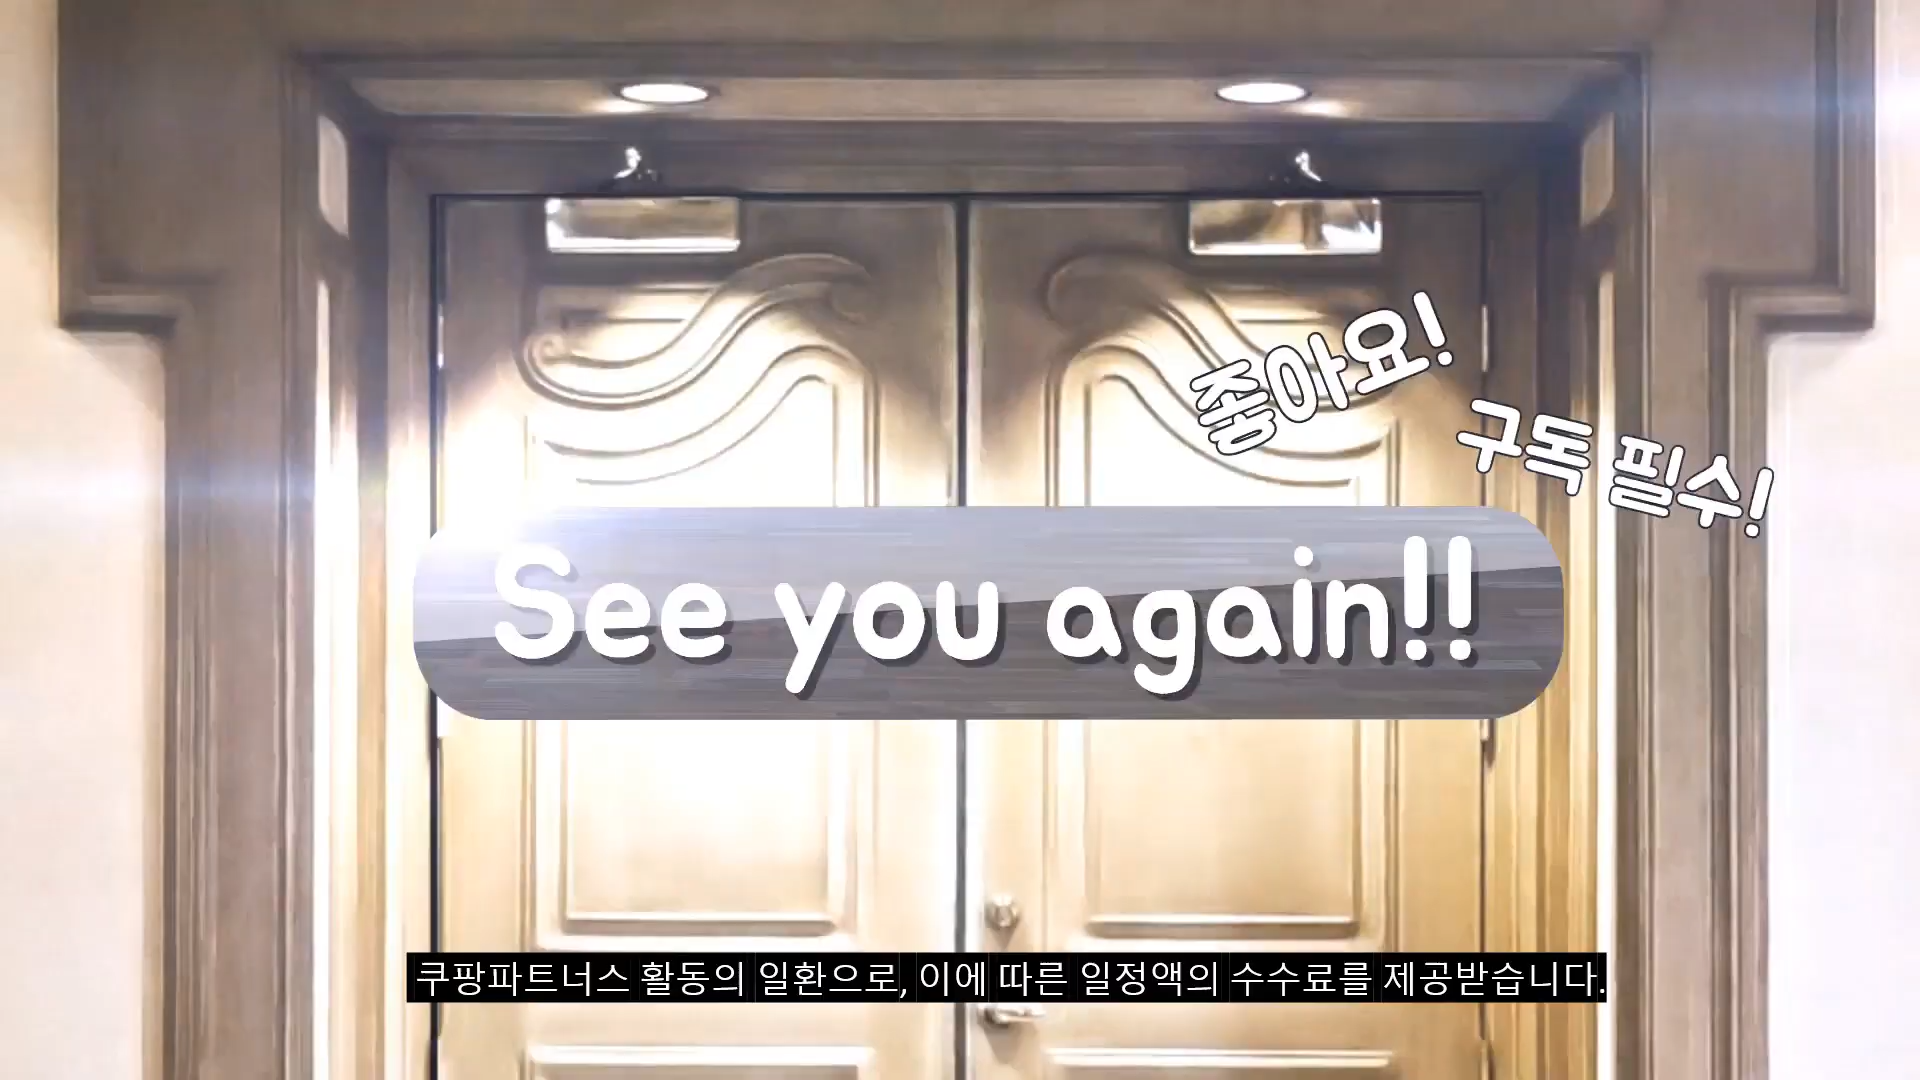 좋아요!
구독 필수!
See you again!!
쿠팡파트너스 활동의 일환으로, 이에 따른 일정액의 수수료를 제공받습니다.